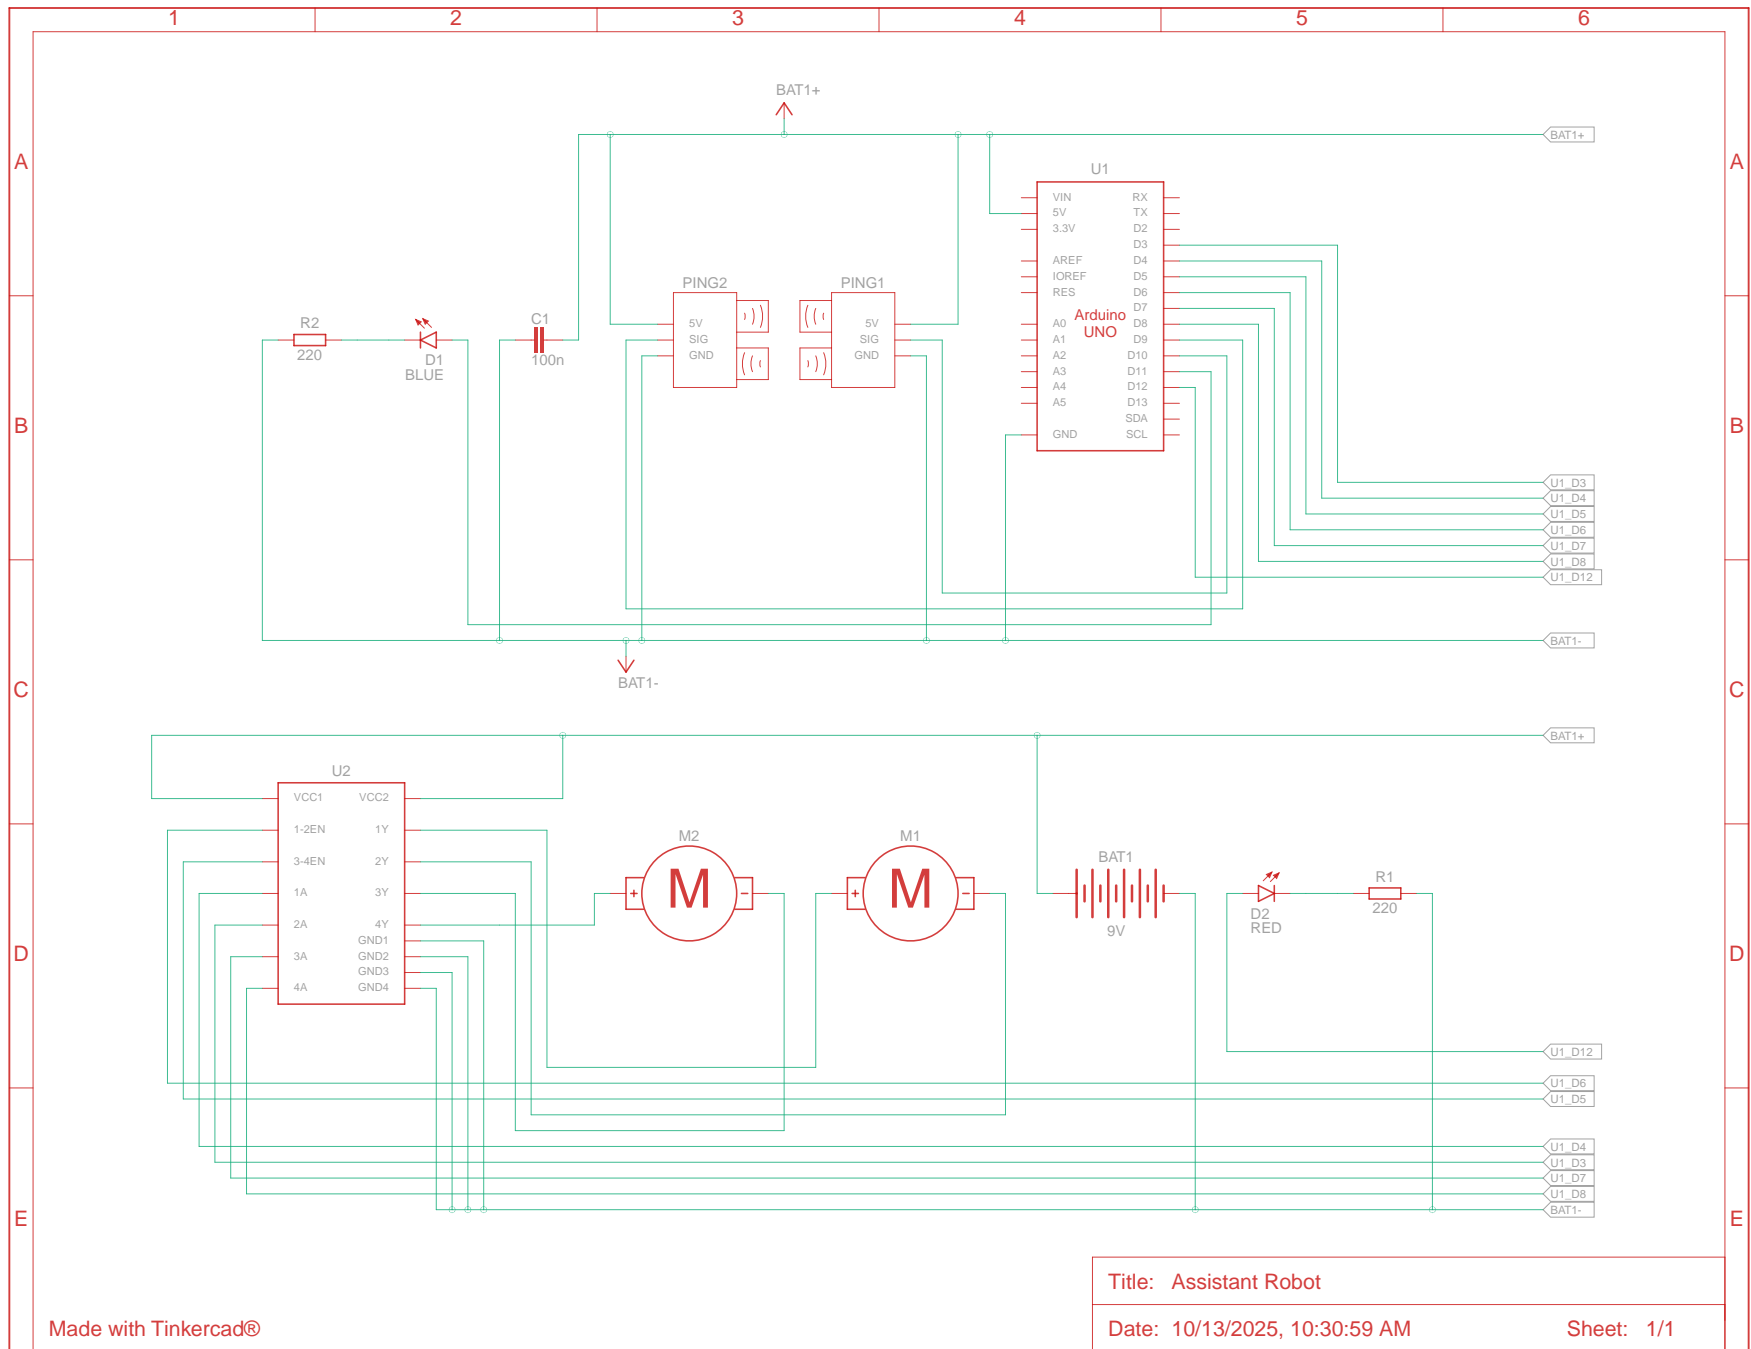 1 2 3 4 5 6
BAT1+
A BAT1+ A
U1
VIN RX
5V TX
3.3V D2
D3
AREF D4
IOREF D5
RES D6
D7
A0 D8
A1 D9
A2 D10
A3 D11
A4 D12
A5 D13
SDA
GND SCL
Arduino
UNO
PING2
5V
SIG
GND
PING1
5V
SIG
GND
R2
220
D1
BLUE
C1
100n
B B
U1_D3
U1_D4
U1_D5
U1_D6
U1_D7
U1_D8
U1_D12
BAT1-
BAT1-
C C
BAT1+
U2
VCC1 VCC2
1-2EN 1Y
3-4EN 2Y
1A 3Y
2A 4Y
GND1
3A GND2
GND3
4A GND4
M2
+ M -
M1
+ M -
BAT1
9V
D2
RED
R1
220
D D
U1_D12
U1_D6
U1_D5
U1_D4
U1_D3
U1_D7
U1_D8
BAT1-
E E
Title: Assistant Robot
Made with Tinkercad®
Date: 10/13/2025, 10:30:59 AM Sheet: 1/1